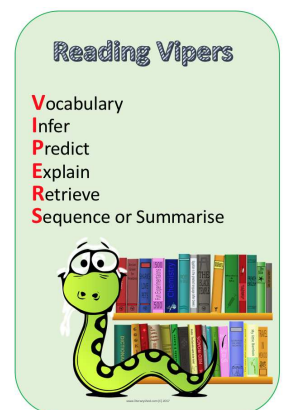 Reading Vipers
Vocabulary
Infer
Predict
Explain
Retrieve
Sequence or Summarise